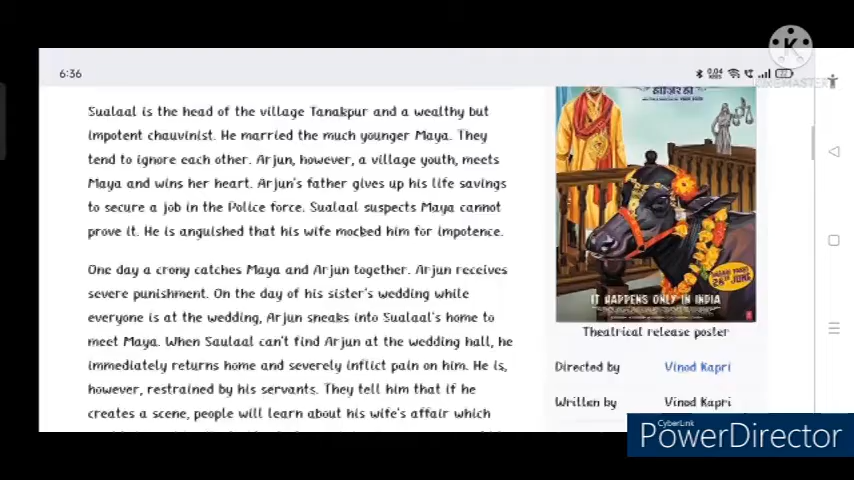 6:36
Sualaal is the head of the village Tanakpur and a wealthy but
impotent chauvinist. He married the much younger Maya. They
tend to ignore each other. Arjun, however, a village youth, meets
Maya and wins her heart. Arjun's father gives up his life savings
to secure a job in the Police force. Sualaal suspects Maya cannot
prove it. He is anguished that his wife mocked him for impotence.
One day a crony catches Maya and Arjun together. Arjun receives
severe punishment. On the day of his sister's wedding while
everyone is at the wedding, Arjun sneaks into Sualaal's home to
meet Maya. When Saulaal can't find Arjun at the wedding hall, he
immediately returns home and severely inflict pain on him. He is,
however, restrained by his servants. They tell him that if he
creates a scene, people will learn about his wife's affair which
हाज़िर हो
IT HAPPENS ONLY IN INDIA
Theatrical release poster
Directed by Vinod Kapri
Written by Vinod Kapri
KINEMASTER
CyberLink
PowerDirector